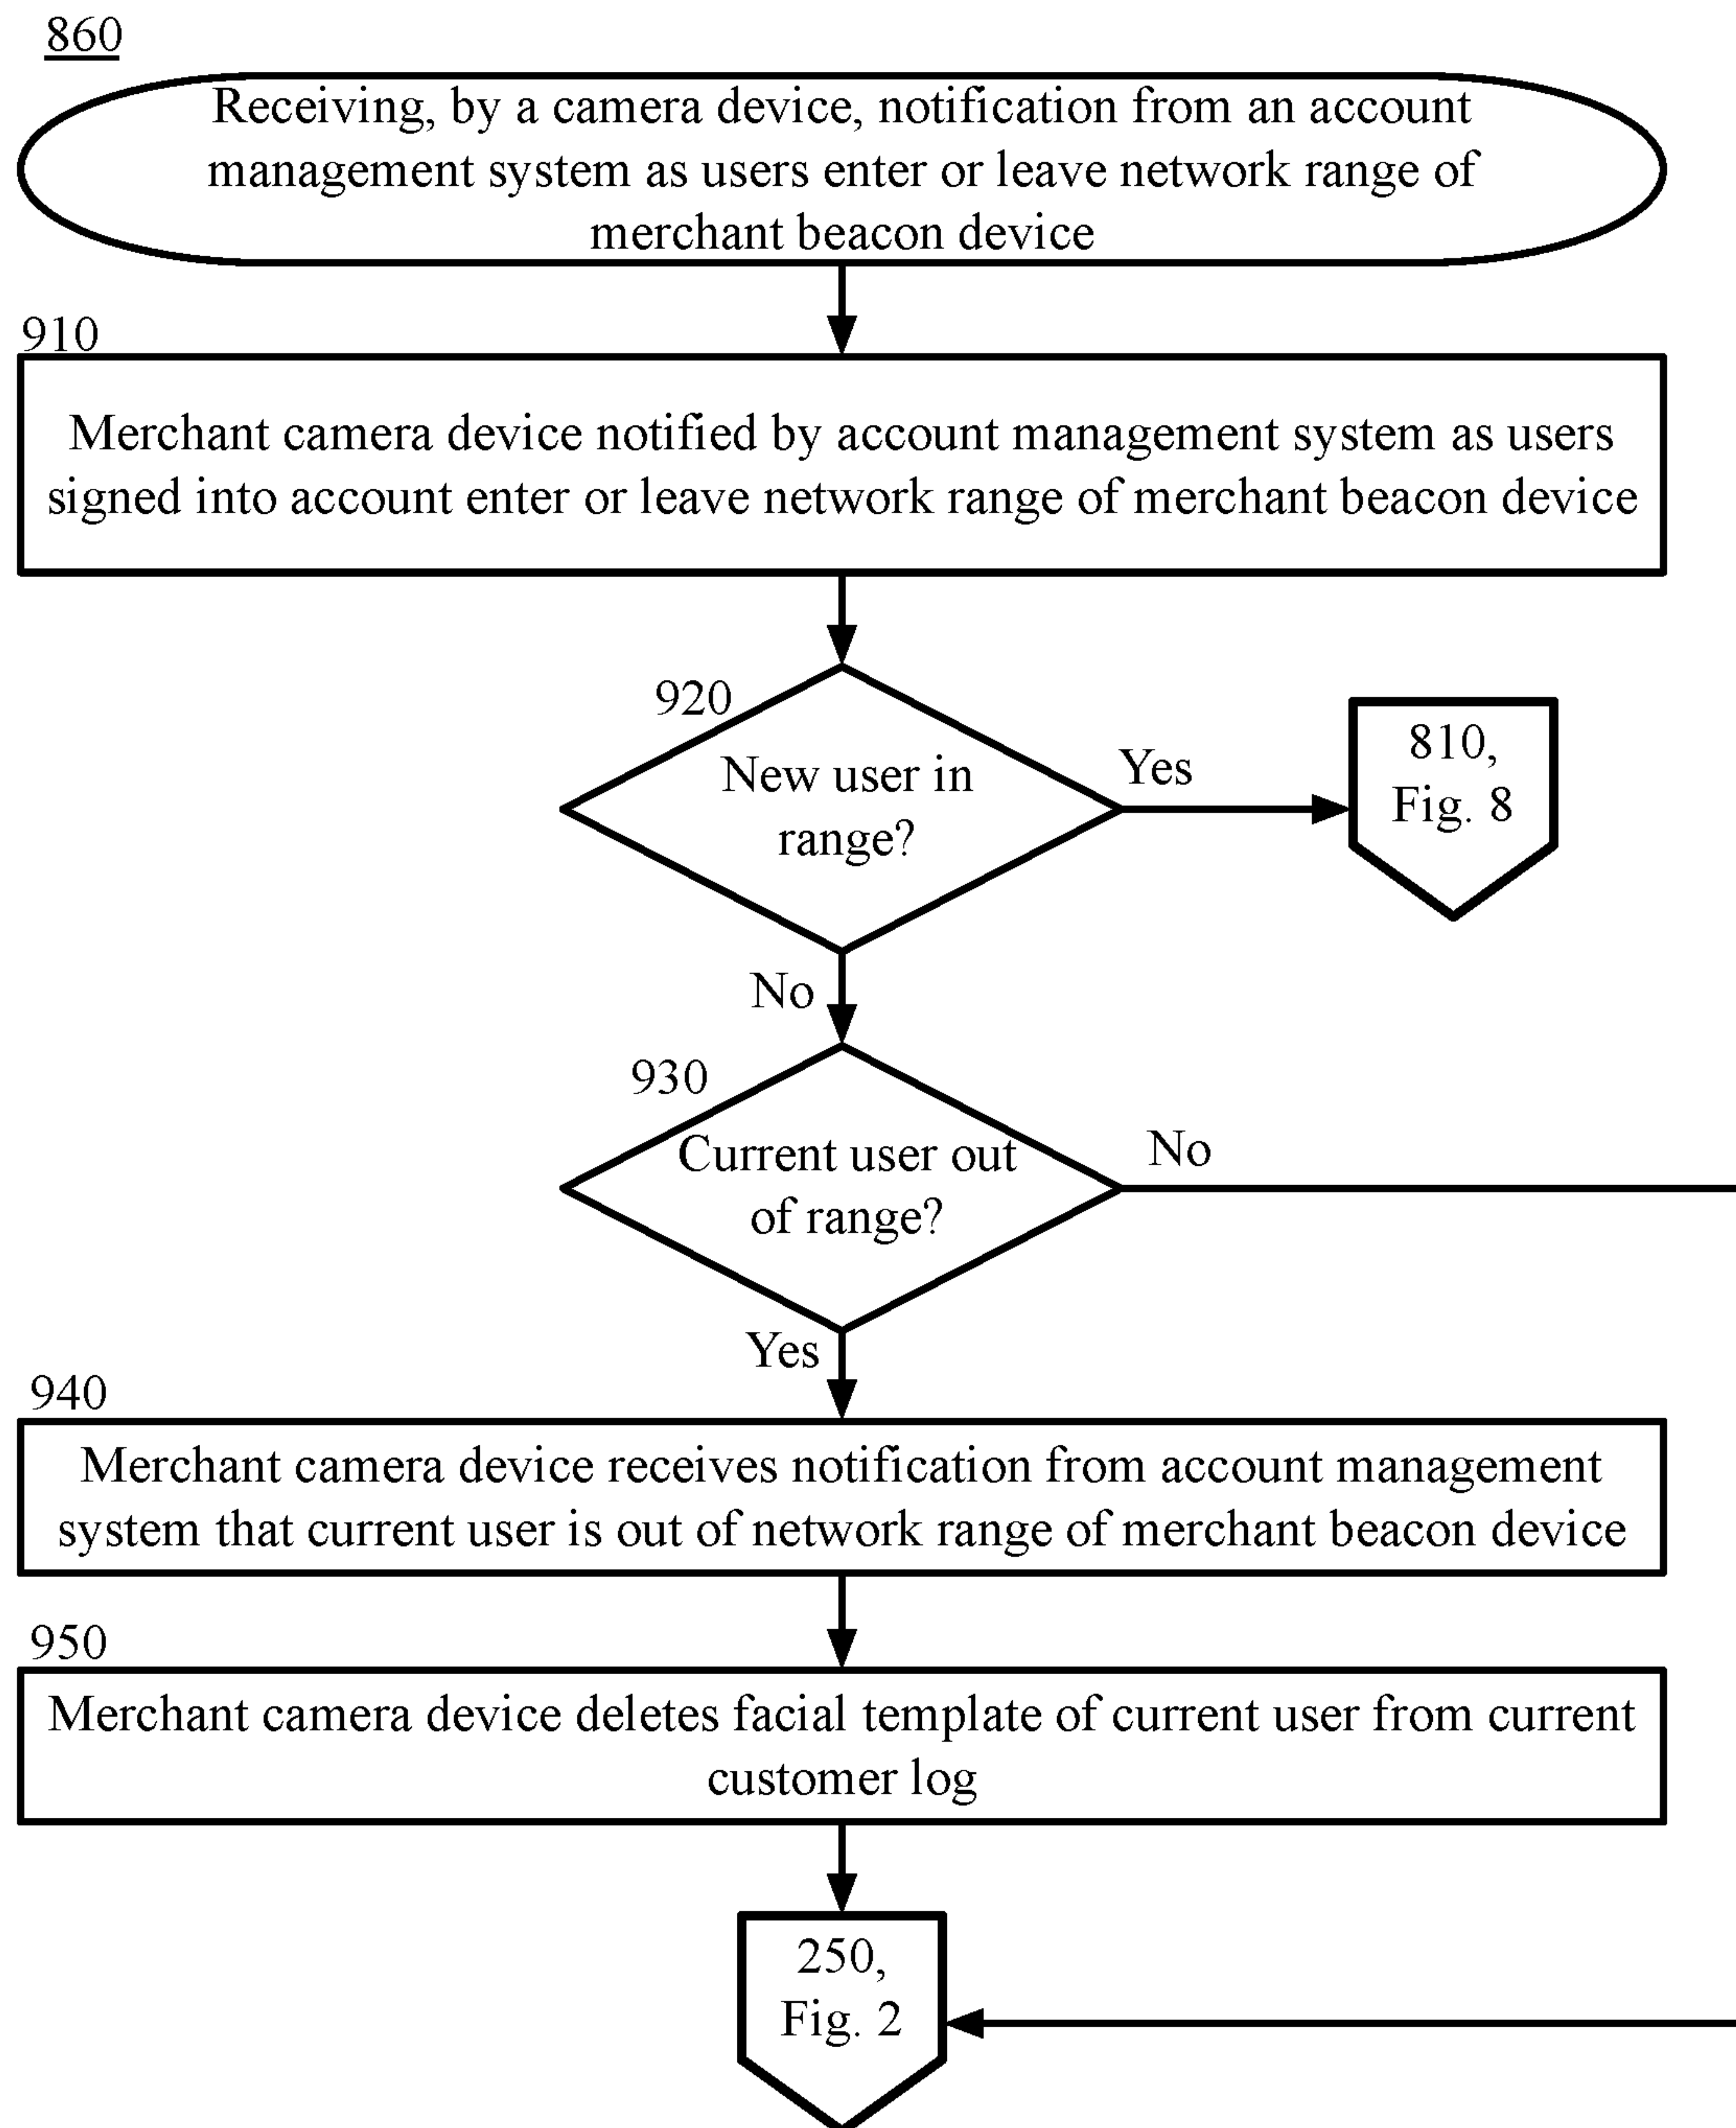 860
Receiving, by a camera device, notification from an account
management system as users enter or leave network range of
merchant beacon device
910
Merchant camera device notified by account management system as users
signed into account enter or leave network range of merchant beacon device
920
New user in
range?
Yes
810,
Fig. 8
No
930
Current user out
of range?
No
Yes
940
Merchant camera device receives notification from account management
system that current user is out of network range of merchant beacon device
950
Merchant camera device deletes facial template of current user from current
customer log
250,
Fig. 2